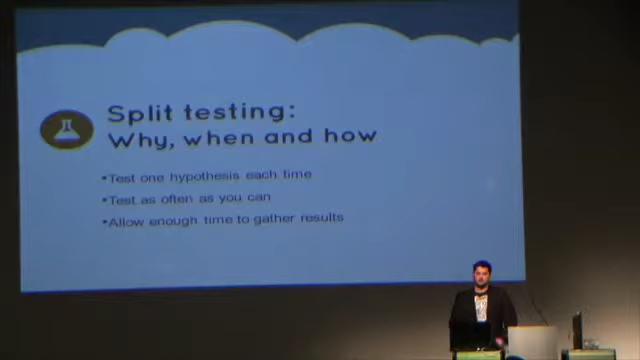 Split testing:
Why, when and how
•Test one hypothesis each time
•Test as often as you can
•Allow enough time to gather results